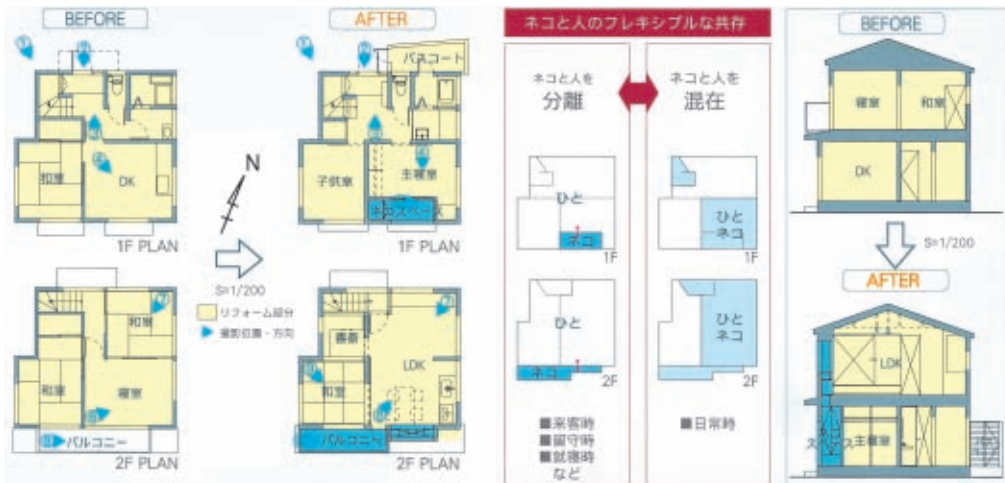 BEFORE
和室
DK
1F PLAN
和室
和室
寝室
バルコニー
2F PLAN
N
S=1/200
リフォーム部分
撮影位置・方向
AFTER
バスコート
子供室
主寝室
ネコスペース
1F PLAN
書斎
和室
LDK
バルコニー
2F PLAN
ネコと人のフレキシブルな共存
ネコと人を
分離
ひと
ネコ
1F
ひと
ネコ
2F
■来客時
■留守時
■就寝時
など
ネコと人を
混在
ひと
ネコ
1F
ひと
ネコ
2F
■日常時
BEFORE
寝室
和室
DK
S=1/200
AFTER
LDK
主寝室